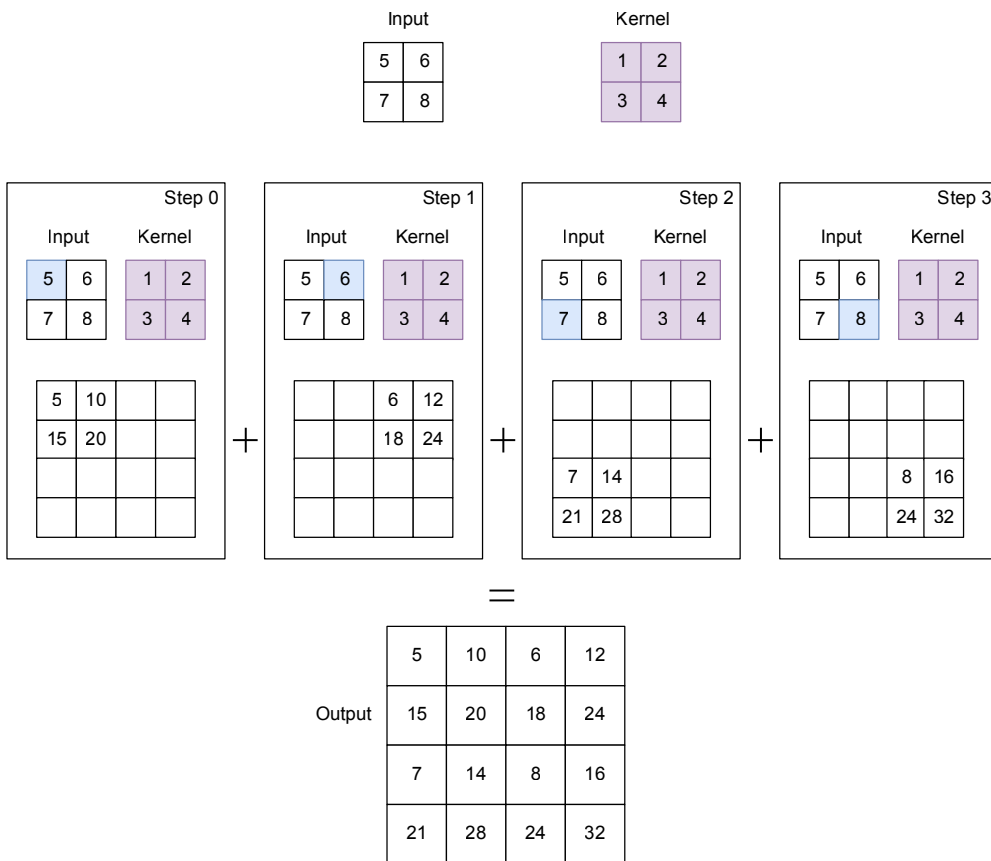 Input Kernel
5 6 1 2
7 8 3 4
Step 0 Step 1 Step 2 Step 3
Input Kernel Input Kernel Input Kernel Input Kernel
5 6 1 2 5 6 1 2 5 6 1 2 5 6 1 2
7 8 3 4 7 8 3 4 7 8 3 4 7 8 3 4
5 10 6 12
15 20 + 18 24 + +
7 14 8 16
21 28 24 32
=
5 10 6 12
Output 15 20 18 24
7 14 8 16
21 28 24 32